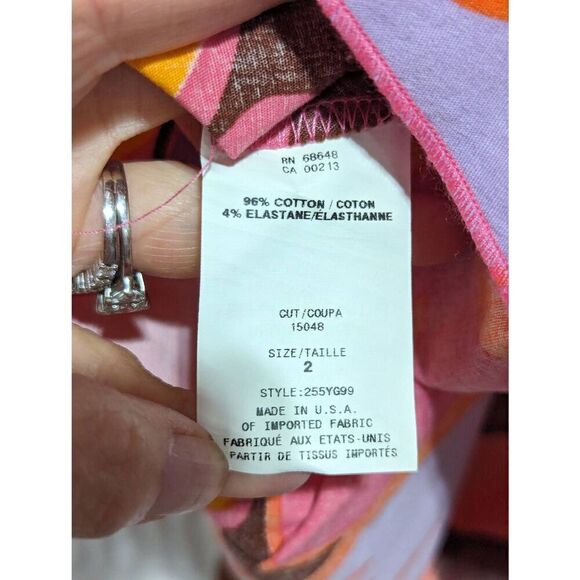 RN 68648
CA 00213
96% COTTON / COTON
4% ELASTANE/ÉLASTHANNE
CUT/COUPA
15048
SIZE/TAILLE
2
STYLE:255YG99
MADE IN U.S.A.
OF IMPORTED FABRIC
FABRIQUÉ AUX ETATS-UNIS
PARTIR DE TISSUS IMPORTÉS